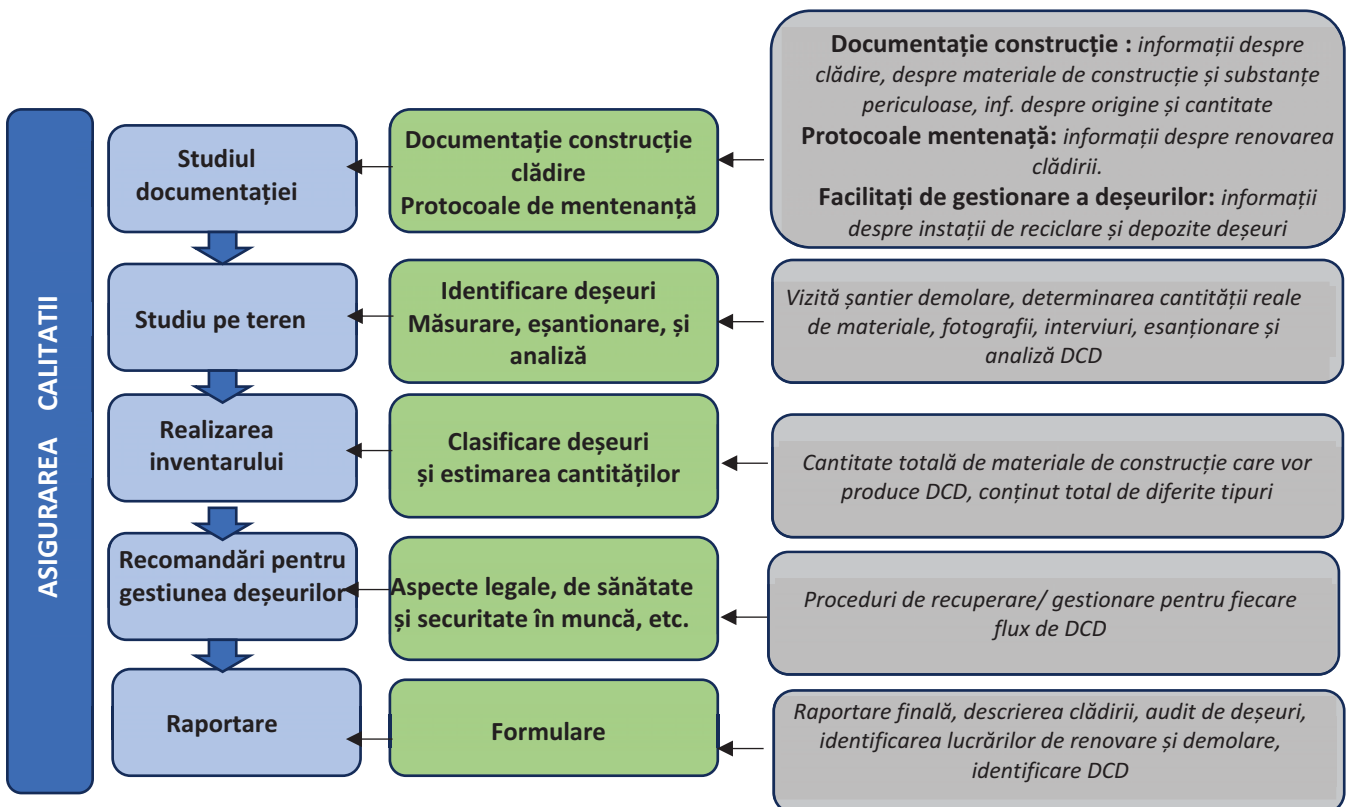 ASIGURAREA CALITATII
Studiul
documentației
Documentație construcție
clădire
Protocoale de mentenanță
Documentație construcție : informații despre
clădire, despre materiale de construcție și substanțe
periculoase, inf. despre origine și cantitate
Protocoale mentenață: informații despre renovarea
clădirii.
Facilitați de gestionare a deșeurilor: informații
despre instații de reciclare și depozite deșeuri
Studiu pe teren
Identificare deșeuri
Măsurare, eșantionare, și
analiză
Vizită șantier demolare, determinarea cantității reale
de materiale, fotografii, interviuri, esanționare și
analiză DCD
Realizarea
inventarului
Clasificare deșeuri
și estimarea cantităților
Cantitate totală de materiale de construcție care vor
produce DCD, conținut total de diferite tipuri
Recomandări pentru
gestiunea deșeurilor
Aspecte legale, de sănătate
și securitate în muncă, etc.
Proceduri de recuperare/ gestionare pentru fiecare
flux de DCD
Raportare
Formulare
Raportare finală, descrierea clădirii, audit de deșeuri,
identificarea lucrărilor de renovare și demolare,
identificare DCD